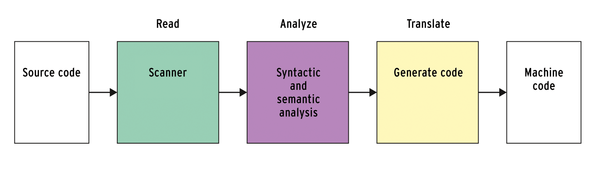 Read
Analyze
Translate
Source code
Scanner
Syntactic
and
semantic
analysis
Generate code
Machine
code